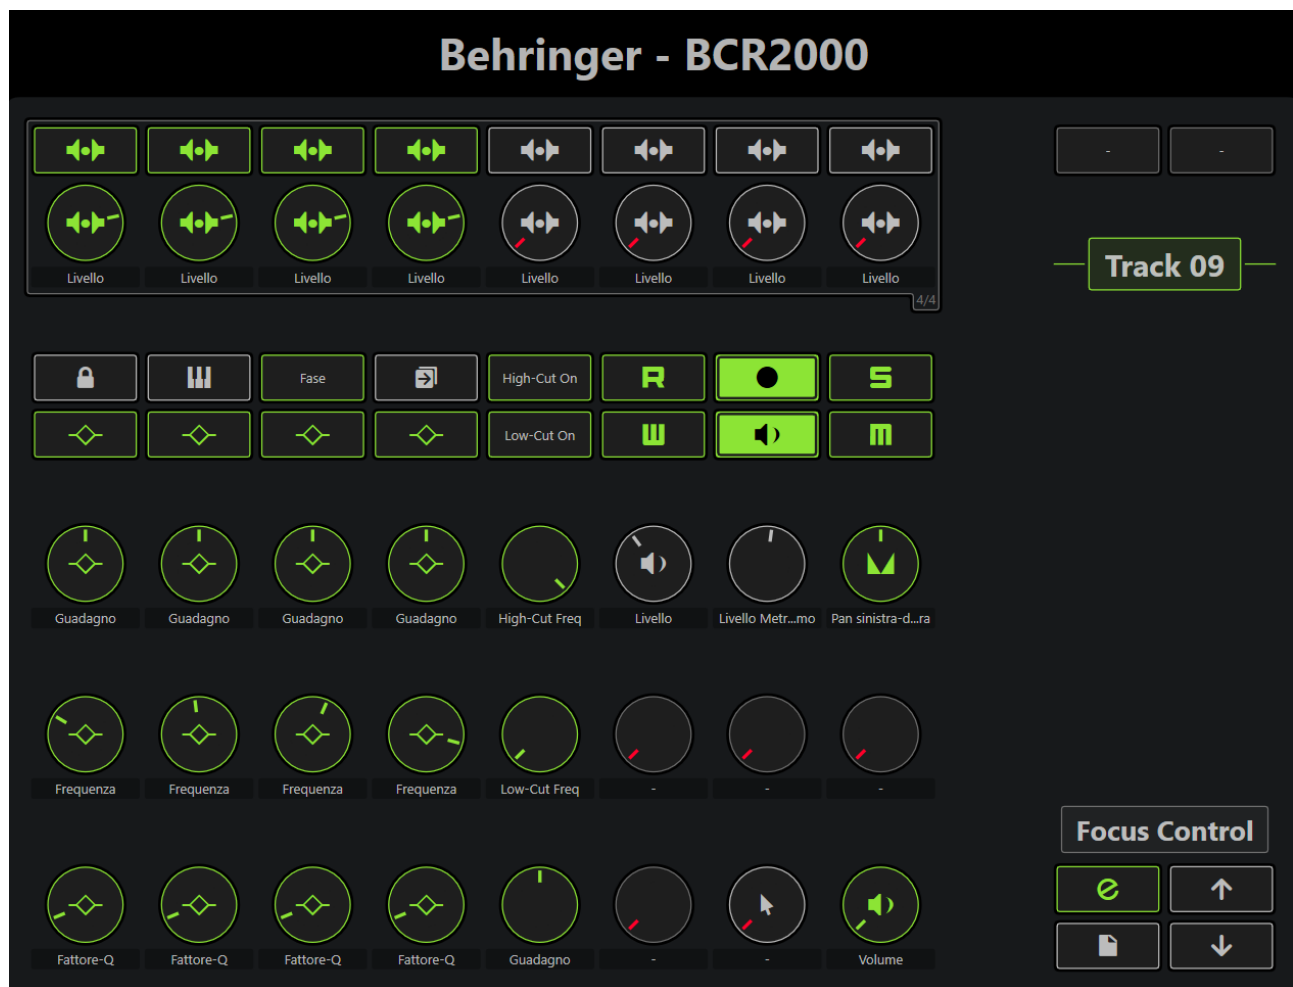 Behringer - BCR2000
- -
Livello Livello Livello Livello Livello Livello Livello Livello
Track 09
4/4
Fase High-Cut On R S
Low-Cut On W M
Guadagno Guadagno Guadagno Guadagno High-Cut Freq Livello Livello Metr...mo Pan sinistra-d...ra
Frequenza Frequenza Frequenza Frequenza Low-Cut Freq - - -
Focus Control
e
Fattore-Q Fattore-Q Fattore-Q Fattore-Q Guadagno - - Volume